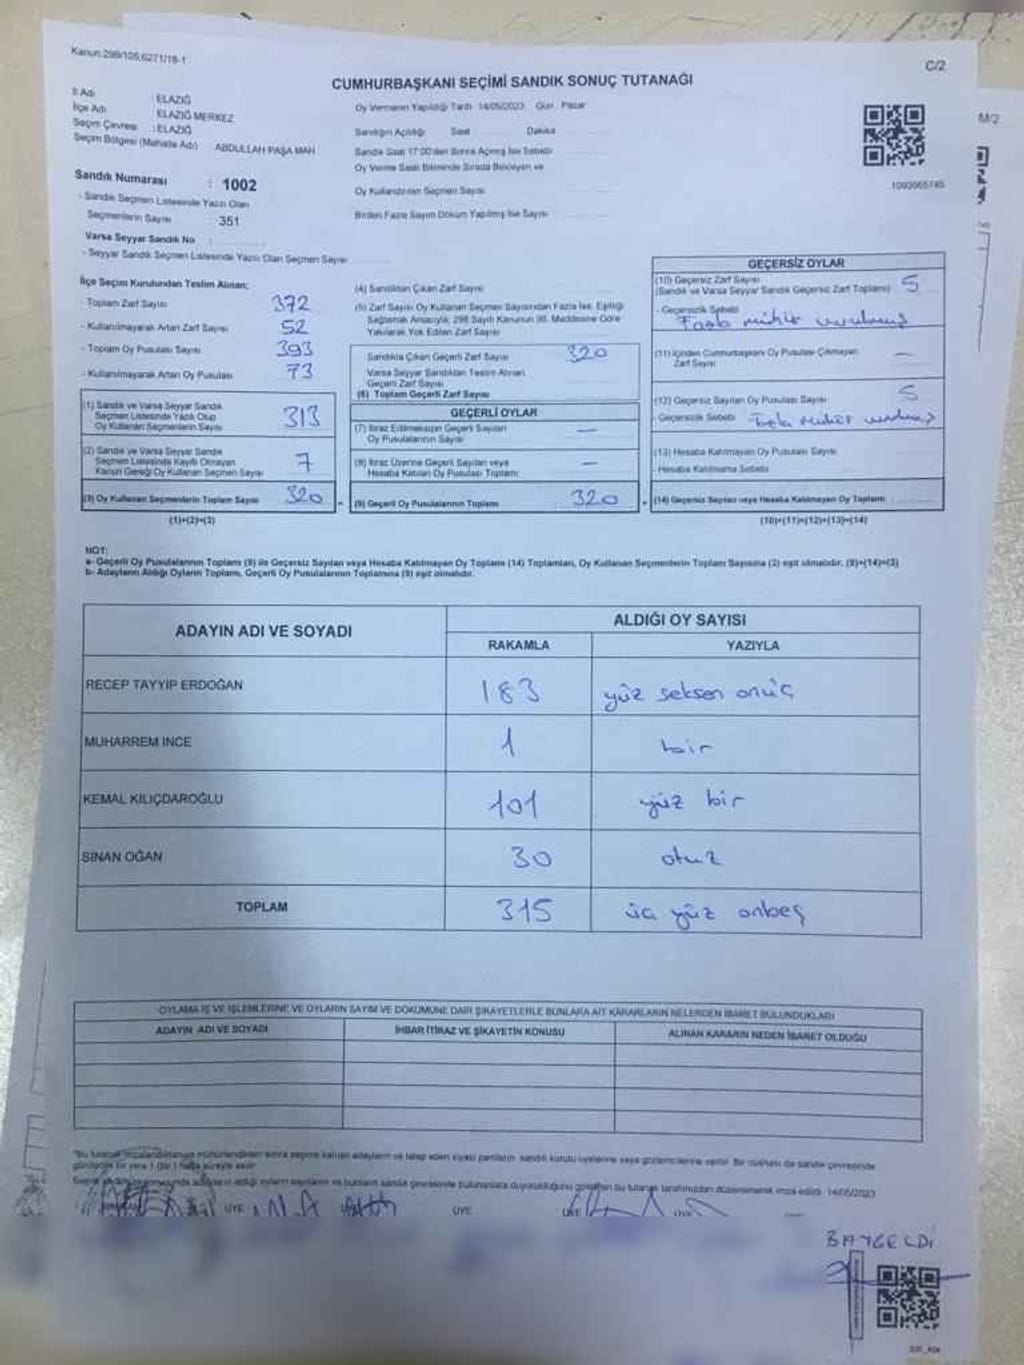 Kanun:298/105,6271/18-1
C/2
CUMHURBAŞKANI SEÇİMİ SANDIK SONUÇ TUTANAĞI
M/2
İl Adı : ELAZIĞ
İlçe Adı ELAZIĞ MERKEZ
Seçim Çevresi : ELAZIĞ
Seçim Bölgesi (Mahalle Adı) ABDULLAH PAŞA MAH
Oy Vermenin Yapıldığı Tarih 14/05/2023 Gün Pazar
Sandığın Açıldığı Saat Dakika
Sandık Saat 17:00'den Sonra Açılmış İse Sebebi
Oy Verme Saati Bitiminde Sırada Bekleyen ve
Oy Kullandırılan Seçmen Sayısı
Birden Fazla Sayım Döküm Yapılmış İse Sayısı
Sandık Numarası : 1002
- Sandık Seçmen Listesinde Yazılı Olan
Seçmenlerin Sayısı 351
Varsa Seyyar Sandık No :
- Seyyar Sandık Seçmen Listesinde Yazılı Olan Seçmen Sayısı
İlçe Seçim Kurulundan Teslim Alınan;
- Toplam Zarf Sayısı 372
- Kullanılmayarak Artan Zarf Sayısı 52
- Toplam Oy Pusulası Sayısı 393
- Kullanılmayarak Artan Oy Pusulası 73
(1) Sandık ve Varsa Seyyar Sandık
Seçmen Listesinde Yazılı Olup
Oy Kullanan Seçmenlerin Sayısı 313
(2) Sandık ve Varsa Seyyar Sandık
Seçmen Listesinde Kayıtlı Olmayan
Kanun Gereği Oy Kullanan Seçmen Sayısı 7
(3) Oy Kullanan Seçmenlerin Toplam Sayısı 320
(1)+(2)=(3)
(4) Sandıktan Çıkan Zarf Sayısı
(5) Zarf Sayısı Oy Kullanan Seçmen Sayısından Fazla İse, Eşitliği
Sağlamak Amacıyla, 298 Sayılı Kanunun 98. Maddesine Göre
Yakılarak Yok Edilen Zarf Sayısı
Sandıkta Çıkan Geçerli Zarf Sayısı 320
Varsa Seyyar Sandıktan Teslim Alınan
Geçerli Zarf Sayısı
(6) Toplam Geçerli Zarf Sayısı
GEÇERLİ OYLAR
(7) İtiraz Edilmeksizin Geçerli Sayılan
Oy Pusulalarının Sayısı —
(8) İtiraz Üzerine Geçerli Sayılan veya
Hesaba Katılan Oy Pusulası Toplamı —
(9) Geçerli Oy Pusulalarının Toplamı 320
GEÇERSİZ OYLAR
(10) Geçersiz Zarf Sayısı 5
(Sandık ve Varsa Seyyar Sandık Geçersiz Zarf Toplamı)
- Geçersizlik Sebebi Fazla mühür vurulmuş
(11) İçinden Cumhurbaşkanı Oy Pusulası Çıkmayan
Zarf Sayısı —
(12) Geçersiz Sayılan Oy Pusulası Sayısı 5
- Geçersizlik Sebebi Fazla mühür vurulmuş
(13) Hesaba Katılmayan Oy Pusulası Sayısı
- Hesaba Katılmama Sebebi
(14) Geçersiz Sayılan veya Hesaba Katılmayan Oy Toplamı
(10)+(11)+(12)+(13)=(14)
NOT:
a- Geçerli Oy Pusulalarının Toplamı (9) ile Geçersiz Sayılan veya Hesaba Katılmayan Oy Toplamı (14) Toplamları, Oy Kullanan Seçmenlerin Toplam Sayısına (3) eşit olmalıdır. (9)+(14)=(3)
b- Adayların Aldığı Oyların Toplamı, Geçerli Oy Pusulalarının Toplamına (9) eşit olmalıdır.
ADAYIN ADI VE SOYADI ALDIĞI OY SAYISI
RAKAMLA YAZIYLA
RECEP TAYYİP ERDOĞAN 183 yüz seksen onüç
MUHARREM İNCE 1 bir
KEMAL KILIÇDAROĞLU 101 yüz bir
SİNAN OĞAN 30 otuz
TOPLAM 315 üç yüz onbeş
OYLAMA İŞ VE İŞLEMLERİNE VE OYLARIN SAYIM VE DÖKÜMÜNE DAİR ŞİKAYETLERLE BUNLARA AİT KARARLARIN NELERDEN İBARET BULUNDUKLARI
ADAYIN ADI VE SOYADI İHBAR İTİRAZ VE ŞİKAYETİN KONUSU ALINAN KARARIN NEDEN İBARET OLDUĞU
ÜYE ÜYE ÜYE
BAYGELDİ